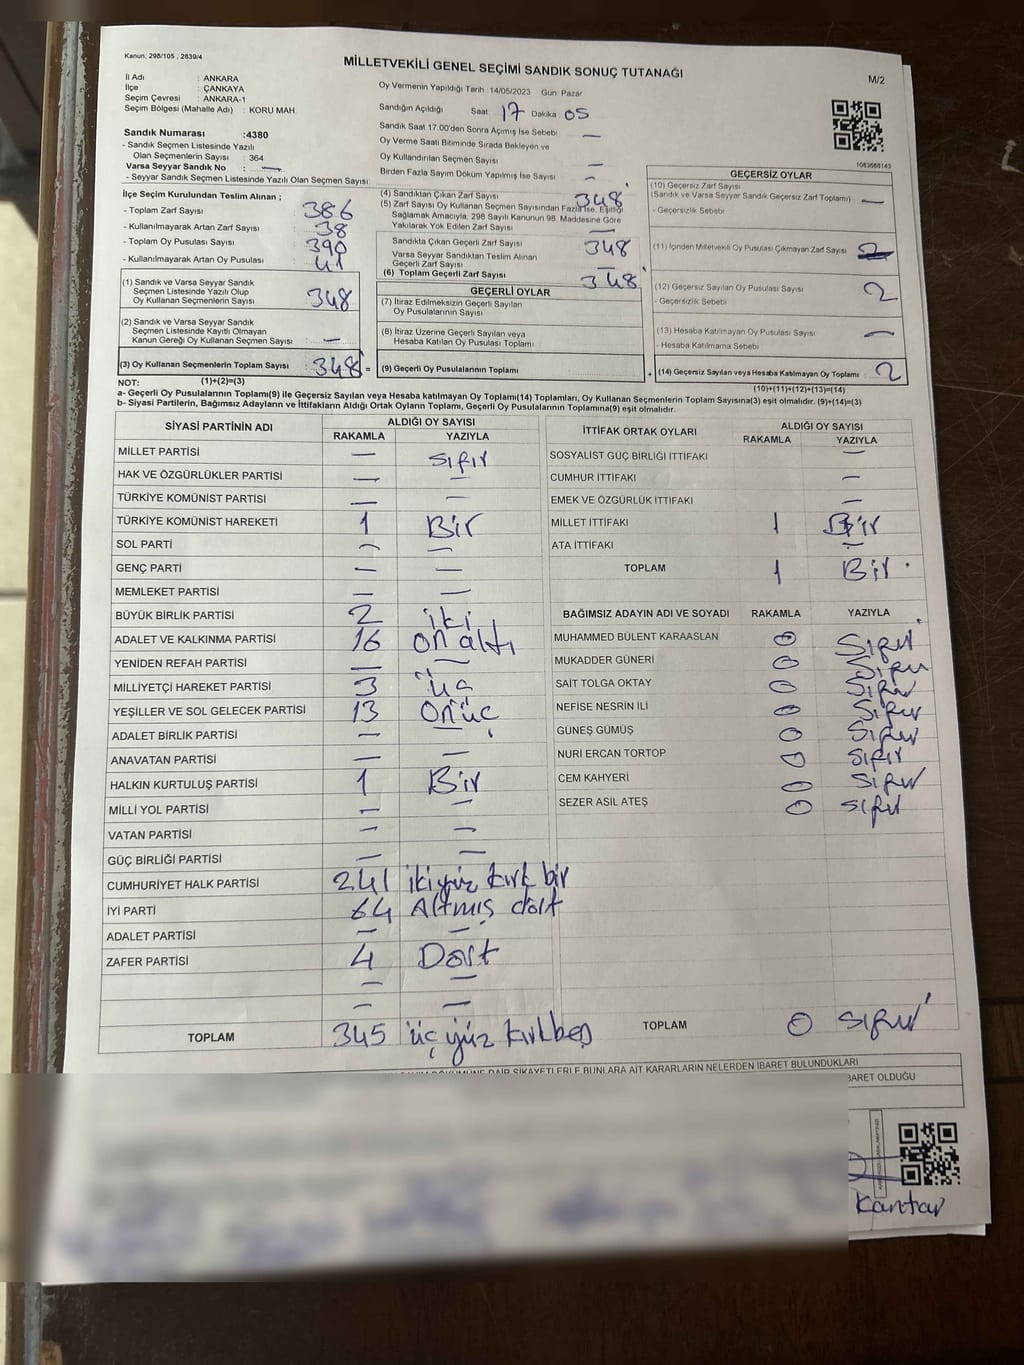 Kanun: 298/105 , 2839/4
MİLLETVEKİLİ GENEL SEÇİMİ SANDIK SONUÇ TUTANAĞI
M/2
İl Adı : ANKARA
İlçe : ÇANKAYA
Seçim Çevresi : ANKARA-1
Seçim Bölgesi (Mahalle Adı) : KORU MAH
Oy Vermenin Yapıldığı Tarih : 14/05/2023 Gün: Pazar
Sandığın Açıldığı Saat 17 Dakika 05
Sandık Saat 17:00'den Sonra Açımış İse Sebebi —
Oy Verme Saati Bitiminde Sırada Bekleyen ve
Oy Kullandırılan Seçmen Sayısı —
Birden Fazla Sayım Döküm Yapılmış İse Sayısı —
Sandık Numarası :4380
- Sandık Seçmen Listesinde Yazılı
Olan Seçmenlerin Sayısı : 364
Varsa Seyyar Sandık No : —
- Seyyar Sandık Seçmen Listesinde Yazılı Olan Seçmen Sayısı
İlçe Seçim Kurulundan Teslim Alınan ;
- Toplam Zarf Sayısı : 386
- Kullanılmayarak Artan Zarf Sayısı : 38
- Toplam Oy Pusulası Sayısı : 390
- Kullanılmayarak Artan Oy Pusulası : 41
(1) Sandık ve Varsa Seyyar Sandık
Seçmen Listesinde Yazılı Olup
Oy Kullanan Seçmenlerin Sayısı : 348
(2) Sandık ve Varsa Seyyar Sandık
Seçmen Listesinde Kayıtlı Olmayan
Kanun Gereği Oy Kullanan Seçmen Sayısı : —
(3) Oy Kullanan Seçmenlerin Toplam Sayısı : 348 =
(4) Sandıktan Çıkan Zarf Sayısı 348
(5) Zarf Sayısı Oy Kullanan Seçmen Sayısından Fazla İse, Eşitliği
Sağlamak Amacıyla, 298 Sayılı Kanunun 98. Maddesine Göre
Yakılarak Yok Edilen Zarf Sayısı —
Sandıkta Çıkan Geçerli Zarf Sayısı 348
Varsa Seyyar Sandıktan Teslim Alınan
Geçerli Zarf Sayısı —
(6) Toplam Geçerli Zarf Sayısı 348
GEÇERLİ OYLAR
(7) İtiraz Edilmeksizin Geçerli Sayılan
Oy Pusulalarının Sayısı
(8) İtiraz Üzerine Geçerli Sayılan veya
Hesaba Katılan Oy Pusulası Toplamı
(9) Geçerli Oy Pusulalarının Toplamı +
1083688143
GEÇERSİZ OYLAR
(10) Geçersiz Zarf Sayısı
(Sandık ve Varsa Seyyar Sandık Geçersiz Zarf Toplamı) —
- Geçersizlik Sebebi
(11) İçinden Milletvekili Oy Pusulası Çıkmayan Zarf Sayısı
(12) Geçersiz Sayılan Oy Pusulası Sayısı 2
- Geçersizlik Sebebi
(13) Hesaba Katılmayan Oy Pusulası Sayısı —
- Hesaba Katılmama Sebebi
(14) Geçersiz Sayılan veya Hesaba Katılmayan Oy Toplamı : 2
NOT: (1)+(2)=(3)
(10)+(11)+(12)+(13)=(14)
a- Geçerli Oy Pusulalarının Toplamı(9) ile Geçersiz Sayılan veya Hesaba katılmayan Oy Toplamı(14) Toplamları, Oy Kullanan Seçmenlerin Toplam Sayısına(3) eşit olmalıdır. (9)+(14)=(3)
b- Siyasi Partilerin, Bağımsız Adayların ve İttifakların Aldığı Ortak Oyların Toplamı, Geçerli Oy Pusulalarının Toplamına(9) eşit olmalıdır.
SİYASİ PARTİNİN ADI ALDIĞI OY SAYISI
RAKAMLA YAZIYLA
MİLLET PARTİSİ — Sıfır
HAK VE ÖZGÜRLÜKLER PARTİSİ — —
TÜRKİYE KOMÜNİST PARTİSİ — —
TÜRKİYE KOMÜNİST HAREKETİ 1 Bir
SOL PARTİ — —
GENÇ PARTİ — —
MEMLEKET PARTİSİ — —
BÜYÜK BİRLİK PARTİSİ 2 iki
ADALET VE KALKINMA PARTİSİ 16 on altı
YENİDEN REFAH PARTİSİ — —
MİLLİYETÇİ HAREKET PARTİSİ 3 üç
YEŞİLLER VE SOL GELECEK PARTİSİ 13 Onüç
ADALET BİRLİK PARTİSİ — —
ANAVATAN PARTİSİ — —
HALKIN KURTULUŞ PARTİSİ 1 Bir
MİLLİ YOL PARTİSİ — —
VATAN PARTİSİ — —
GÜÇ BİRLİĞİ PARTİSİ — —
CUMHURİYET HALK PARTİSİ 241 ikiyüz kırk bir
İYİ PARTİ 64 Altmış dört
ADALET PARTİSİ — —
ZAFER PARTİSİ 4 Dört
— —
— —
TOPLAM 345 üç yüz kırkbeş
İTTİFAK ORTAK OYLARI ALDIĞI OY SAYISI
RAKAMLA YAZIYLA
SOSYALİST GÜÇ BİRLİĞİ İTTİFAKI —
CUMHUR İTTİFAKI —
EMEK VE ÖZGÜRLÜK İTTİFAKI —
MİLLET İTTİFAKI 1 Bir
ATA İTTİFAKI —
TOPLAM 1 Bir
BAĞIMSIZ ADAYIN ADI VE SOYADI RAKAMLA YAZIYLA
MUHAMMED BÜLENT KARAASLAN 0 Sıfır
MUKADDER GÜNERİ 0 Sıfır
SAİT TOLGA OKTAY 0 Sıfır
NEFİSE NESRİN İLİ 0 Sıfır
GÜNEŞ GÜMÜŞ 0 Sıfır
NURİ ERCAN TORTOP 0 Sıfır
CEM KAHYERİ 0 Sıfır
SEZER ASİL ATEŞ 0 Sıfır
TOPLAM 0 Sıfır
DÖKÜMÜNE DAİR ŞİKAYETLERLE BUNLARA AİT KARARLARIN NELERDEN İBARET BULUNDUKLARI
BARET OLDUĞU
Kantar